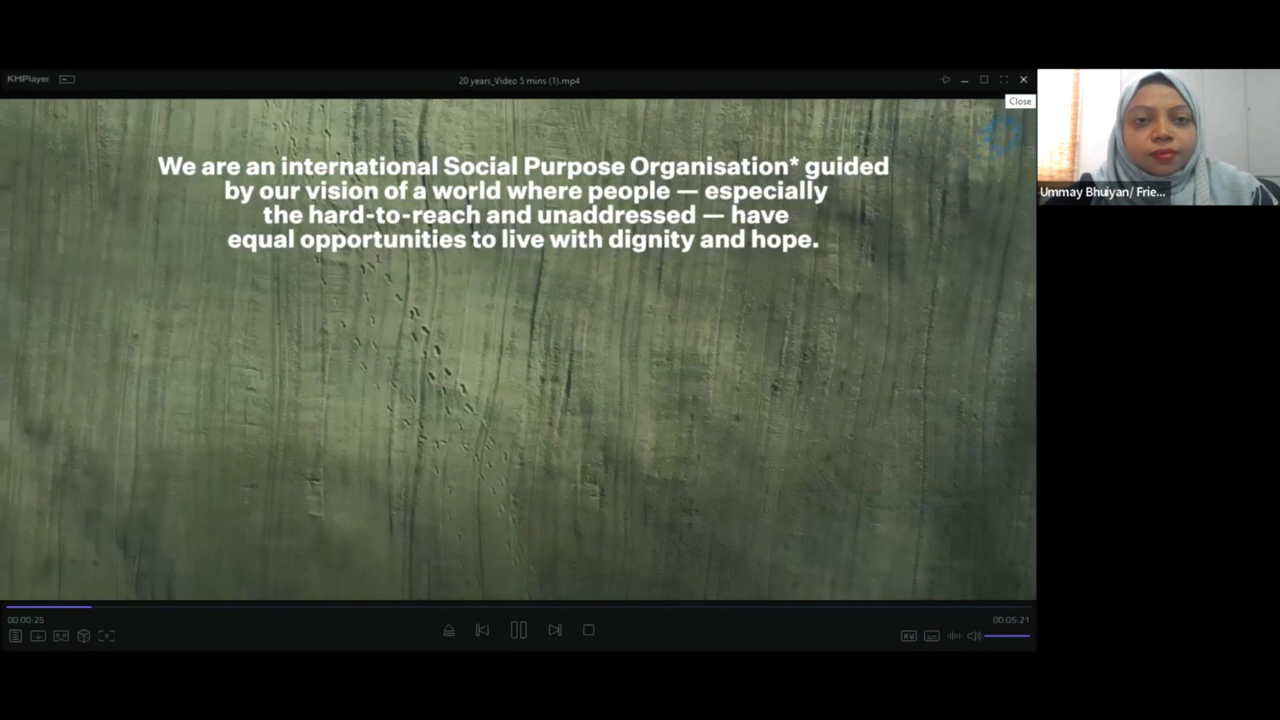 KMPlayer
20 years_Video 5 mins (1).mp4
Close
We are an international Social Purpose Organisation* guided
by our vision of a world where people — especially
the hard-to-reach and unaddressed — have
equal opportunities to live with dignity and hope.
Ummay Bhuiyan/ Frie...
00:00:25
00:05:21